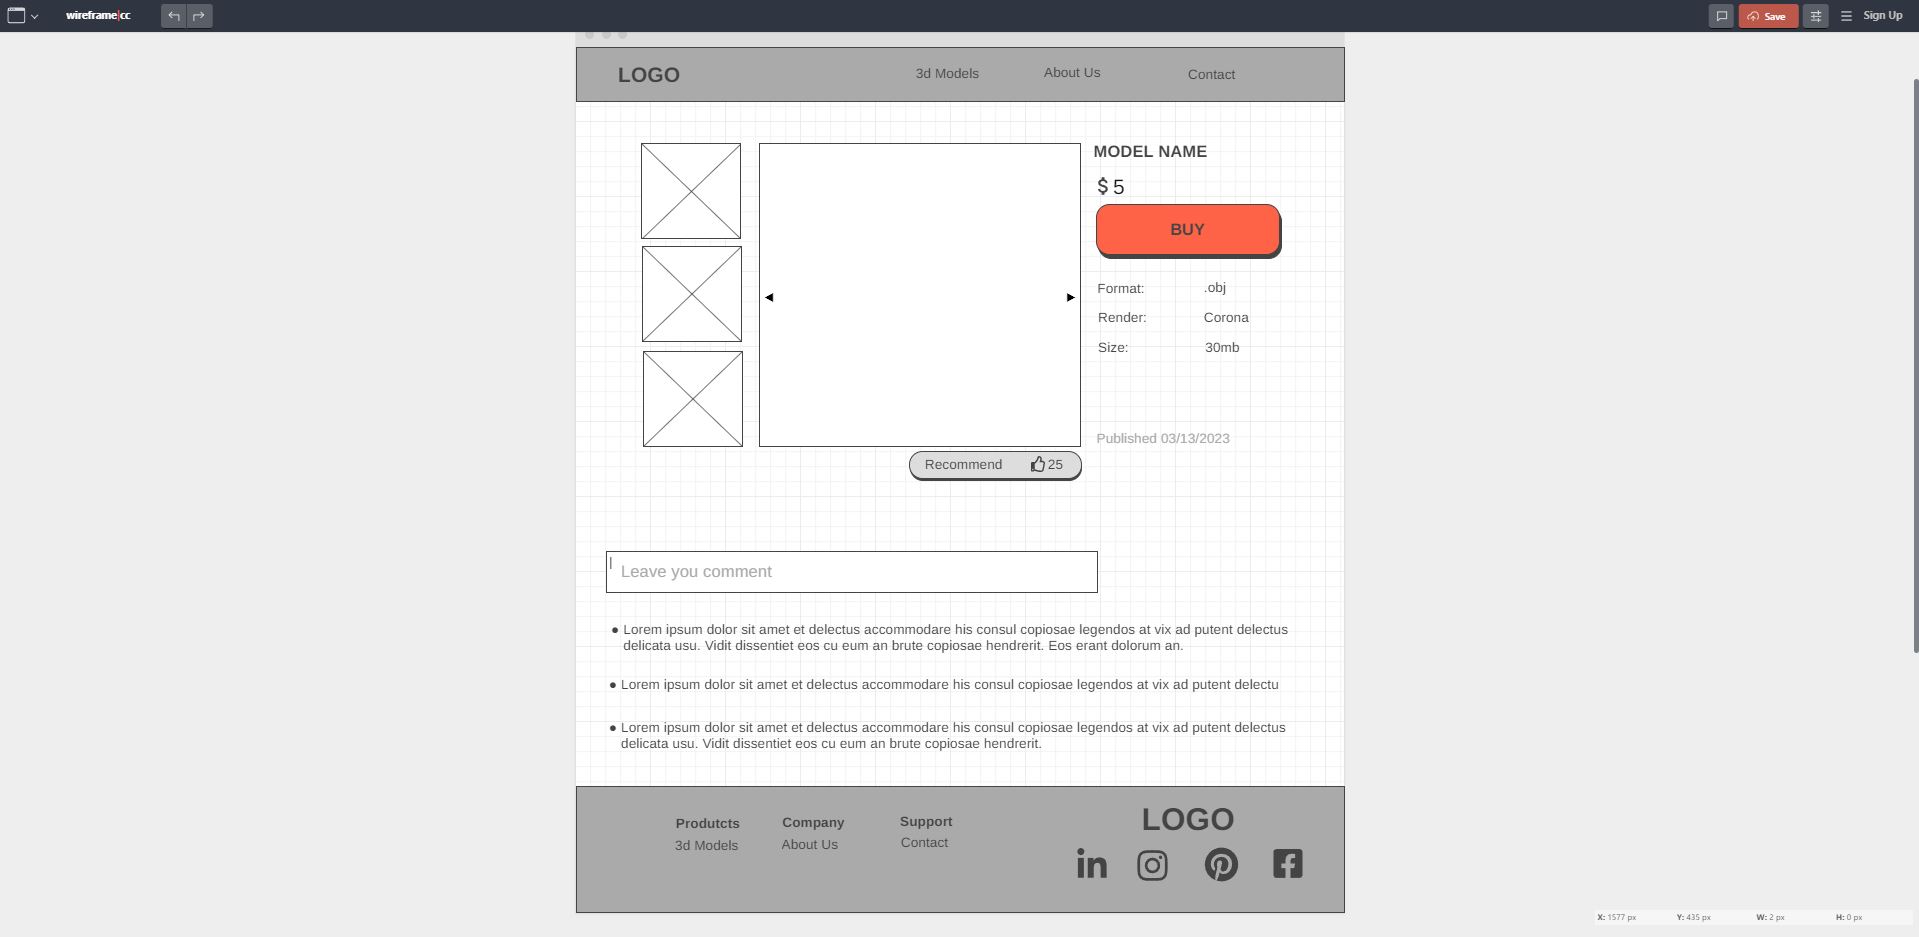 wireframe|cc
Save
Sign Up
LOGO
3d Models
About Us
Contact
MODEL NAME
$ 5
BUY
Format: .obj
Render: Corona
Size: 30mb
Published 03/13/2023
Recommend 25
Leave you comment
● Lorem ipsum dolor sit amet et delectus accommodare his consul copiosae legendos at vix ad putent delectus
delicata usu. Vidit dissentiet eos cu eum an brute copiosae hendrerit. Eos erant dolorum an.
● Lorem ipsum dolor sit amet et delectus accommodare his consul copiosae legendos at vix ad putent delectu
● Lorem ipsum dolor sit amet et delectus accommodare his consul copiosae legendos at vix ad putent delectus
delicata usu. Vidit dissentiet eos cu eum an brute copiosae hendrerit.
Produtcts
3d Models
Company
About Us
Support
Contact
LOGO
X: 1577 px Y: 435 px W: 2 px H: 0 px